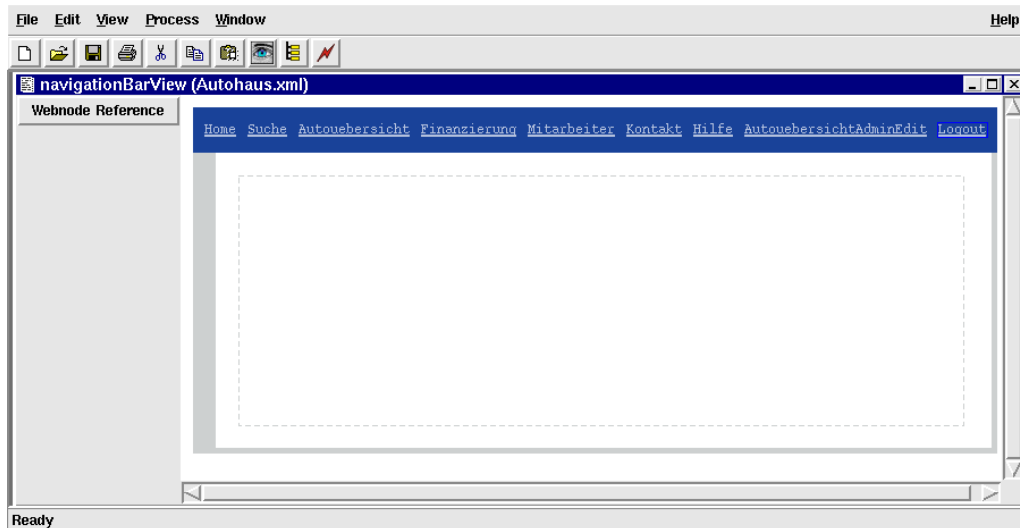 File Edit View Process Window Help
navigationBarView (Autohaus.xml)
Webnode Reference
Home Suche Autouebersicht Finanzierung Mitarbeiter Kontakt Hilfe AutouebersichtAdminEdit Logout
Ready